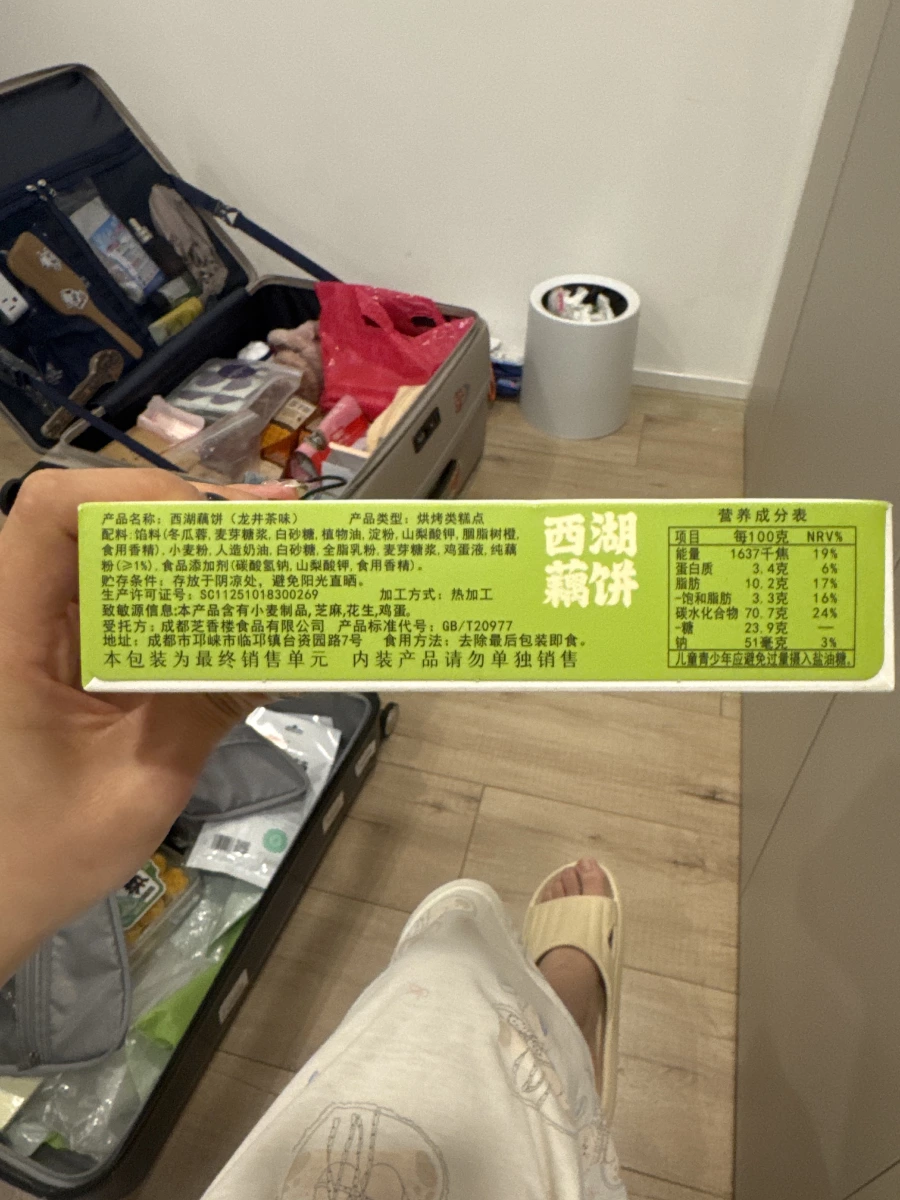 产品名称: 西湖藕饼(龙井茶味) 产品类型: 烘烤类糕点
配料: 馅料(冬瓜蓉,麦芽糖浆,白砂糖,植物油,淀粉,山梨酸钾,胭脂树橙,
食用香精),小麦粉,人造奶油,白砂糖,全脂乳粉,麦芽糖浆,鸡蛋液,纯藕
粉(≥1%),食品添加剂(碳酸氢钠,山梨酸钾,食用香精)。
贮存条件: 存放于阴凉处, 避免阳光直晒。
生产许可证号: SC11251018300269 加工方式: 热加工
致敏源信息:本产品含有小麦制品,芝麻,花生,鸡蛋。
受托方: 成都芝香楼食品有限公司 产品标准代号: GB/T20977
地址: 成都市邛崃市临邛镇台资园路7号 食用方法: 去除最后包装即食。
本包装为最终销售单元 内装产品请勿单独销售
西湖
藕饼
营养成分表
项目 每100克 NRV%
能量 1637千焦 19%
蛋白质 3.4克 6%
脂肪 10.2克 17%
-饱和脂肪 3.3克 16%
碳水化合物 70.7克 24%
-糖 23.9克 —
钠 51毫克 3%
儿童青少年应避免过量摄入盐油糖。